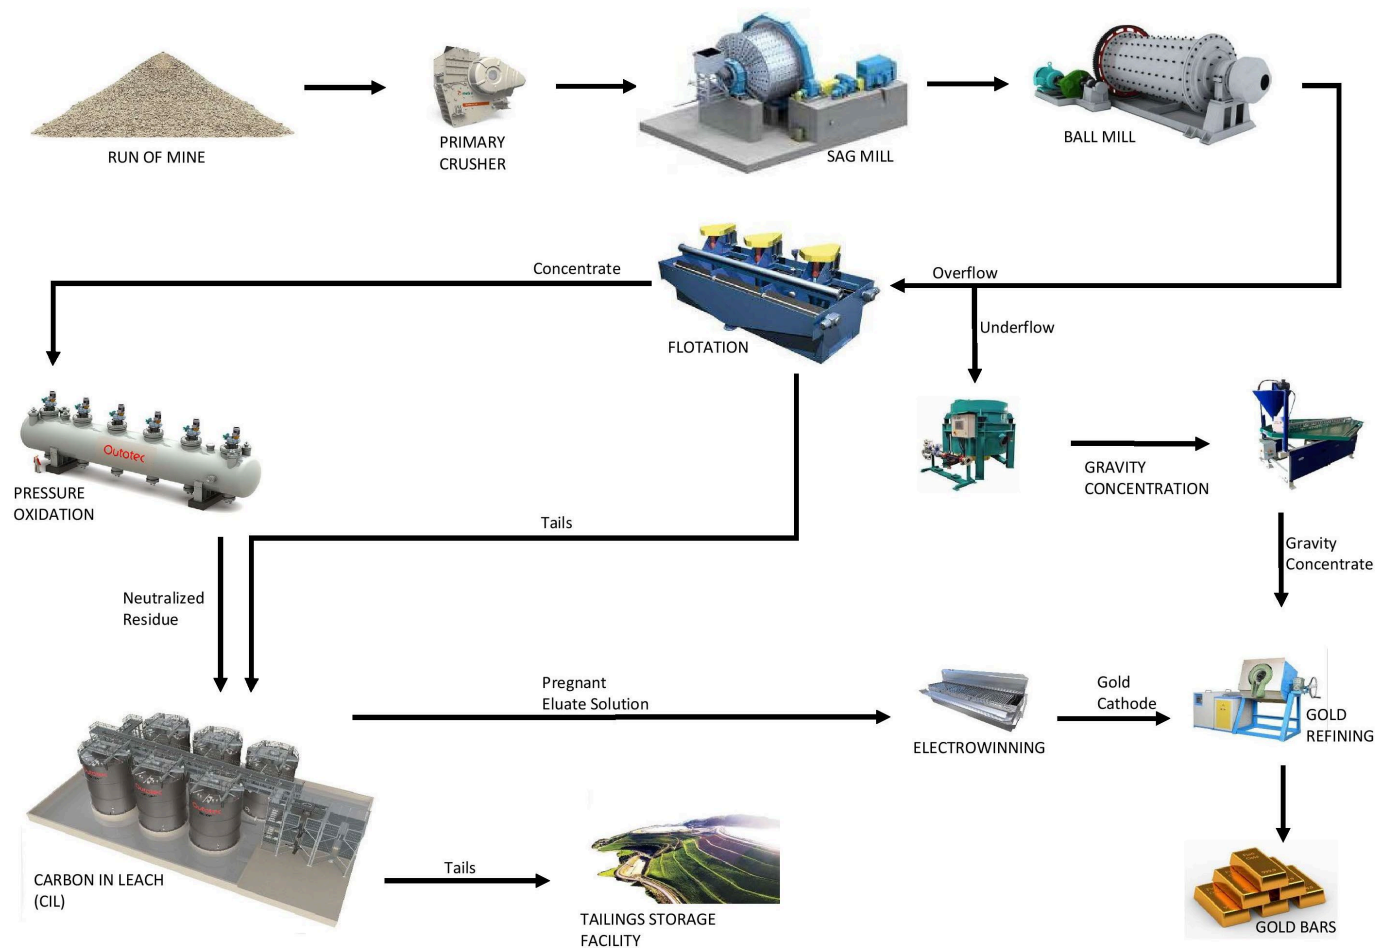 RUN OF MINE
PRIMARY
CRUSHER
SAG MILL
BALL MILL
Concentrate
Overflow
Underflow
FLOTATION
Outotec
PRESSURE
OXIDATION
GRAVITY
CONCENTRATION
Tails
Gravity
Concentrate
Neutralized
Residue
Pregnant
Eluate Solution
Gold
Cathode
ELECTROWINNING
GOLD
REFINING
Outotec
CARBON IN LEACH
(CIL)
Tails
TAILINGS STORAGE
FACILITY
GOLD BARS